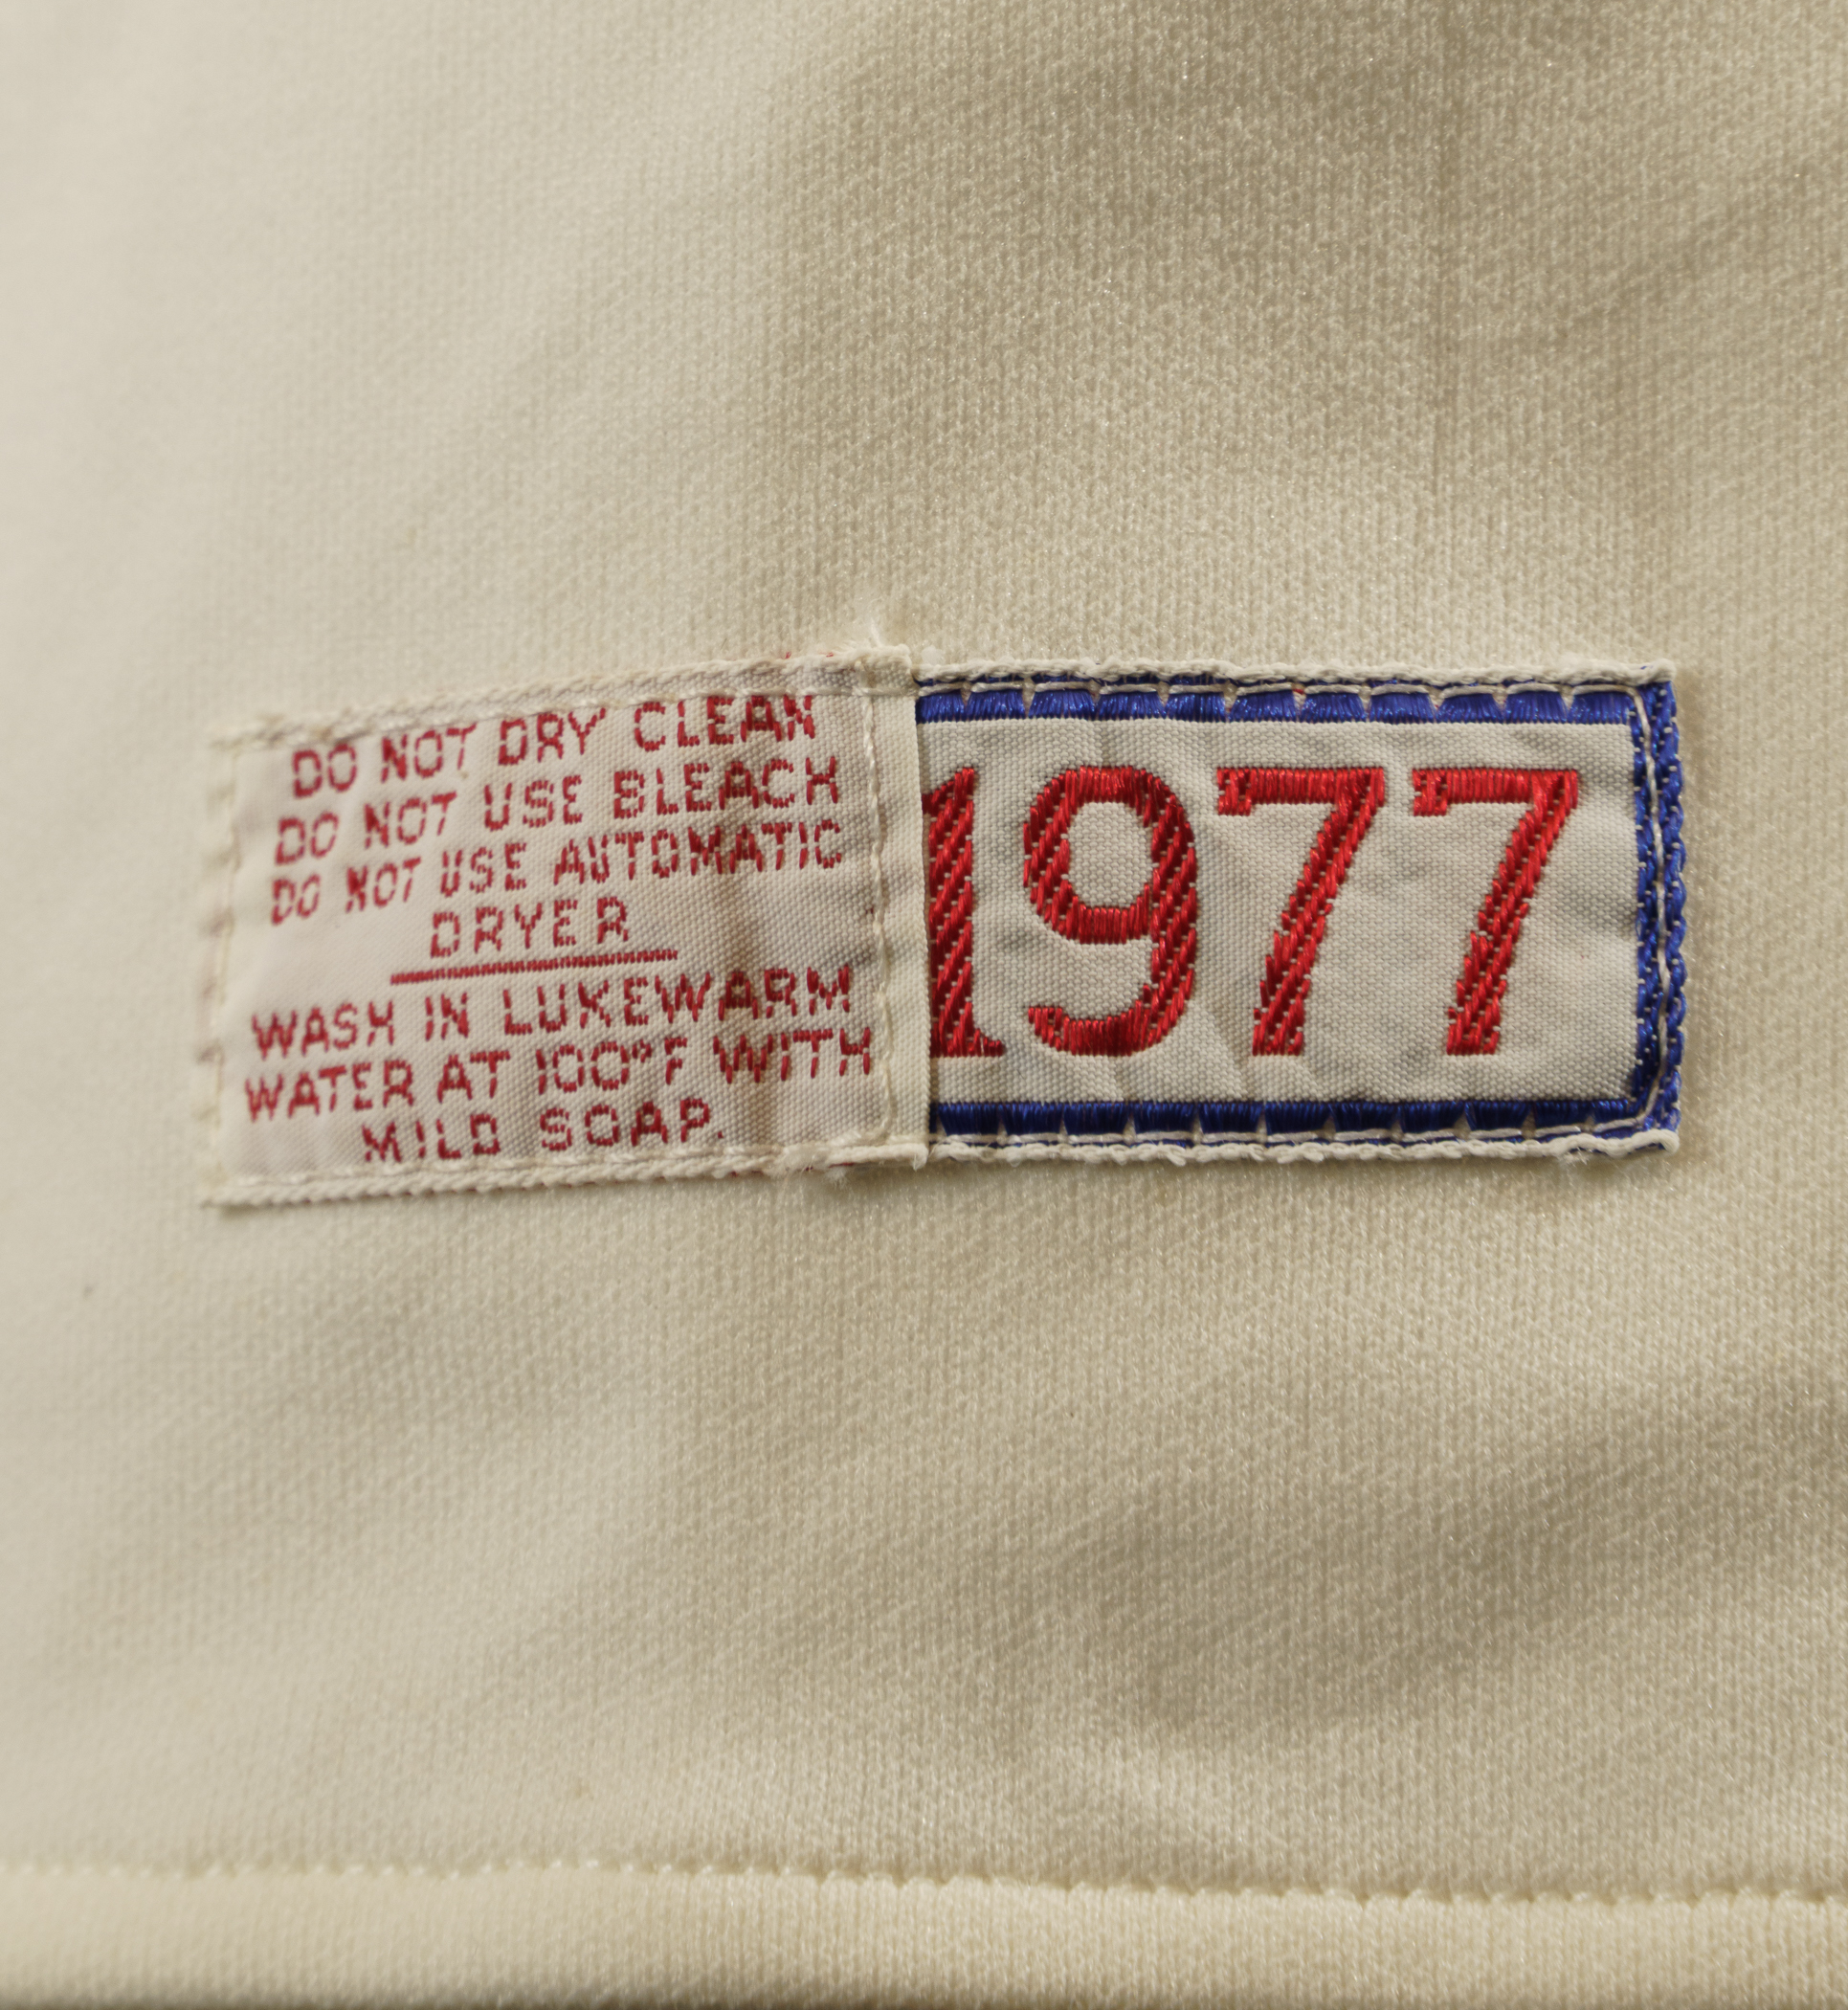 DO NOT DRY CLEAN
DO NOT USE BLEACH
DO NOT USE AUTOMATIC
DRYER
WASH IN LUKEWARM
WATER AT 100°F WITH
MILD SOAP.
1977